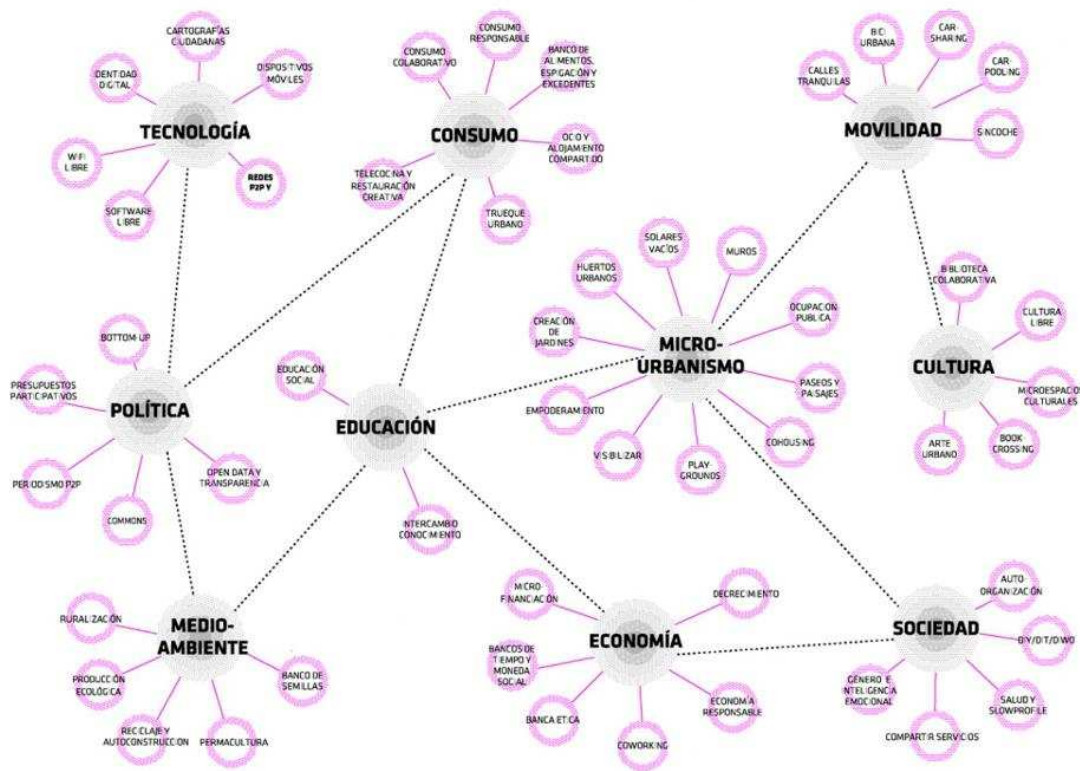 CARTOGRAFÍAS
CIUDADANAS
IDENTIDAD
DIGITAL
DISPOSITIVOS
MÓVILES
TECNOLOGÍA
WIFI
LIBRE
REDES
P2P Y
SOFTWARE
LIBRE
CONSUMO
RESPONSABLE
CONSUMO
COLABORATIVO
BANCO DE
ALIMENTOS,
ESPIGACIÓN Y
EXCEDENTES
CONSUMO
OCIO Y
ALOJAMIENTO
COMPARTIDO
TELECOCINA Y
RESTAURACIÓN
CREATIVA
TRUEQUE
URBANO
BICI
URBANA
CAR-
SHARING
CALLES
TRANQUILAS
CAR-
POOLING
MOVILIDAD
SINCOCHE
SOLARES
VACÍOS
MUROS
HUERTOS
URBANOS
OCUPACIÓN
PÚBLICA
CREACIÓN
DE
JARDINES
MICRO-
URBANISMO
PASEOS Y
PAISAJES
EMPODERAMIENTO
COHOUSING
VISIBILIZAR
PLAY-
GROUNDS
BIBLIOTECA
COLABORATIVA
CULTURA
LIBRE
CULTURA
MICROESPACIOS
CULTURALES
ARTE
URBANO
BOOK
CROSSING
BOTTOM-UP
PRESUPUESTOS
PARTICIPATIVOS
POLÍTICA
PERIODISMO P2P
OPEN DATA Y
TRANSPARENCIA
COMMONS
EDUCACIÓN
SOCIAL
EDUCACIÓN
INTERCAMBIO
CONOCIMIENTO
RURALIZACIÓN
MEDIO-
AMBIENTE
PRODUCCIÓN
ECOLÓGICA
BANCO DE
SEMILLAS
RECICLAJE Y
AUTOCONSTRUCCIÓN
PERMACULTURA
MICRO
FINANCIACIÓN
DECRECIMIENTO
ECONOMÍA
BANCOS DE
TIEMPO Y
MONEDA
SOCIAL
ECONOMÍA
RESPONSABLE
BANCA ÉTICA
COWORKING
AUTO-
ORGANIZACIÓN
SOCIEDAD
DIY/DIT/DIWO
GÉNERO E
INTELIGENCIA
EMOCIONAL
SALUD Y
SLOWPROFILE
COMPARTIR SERVICIOS